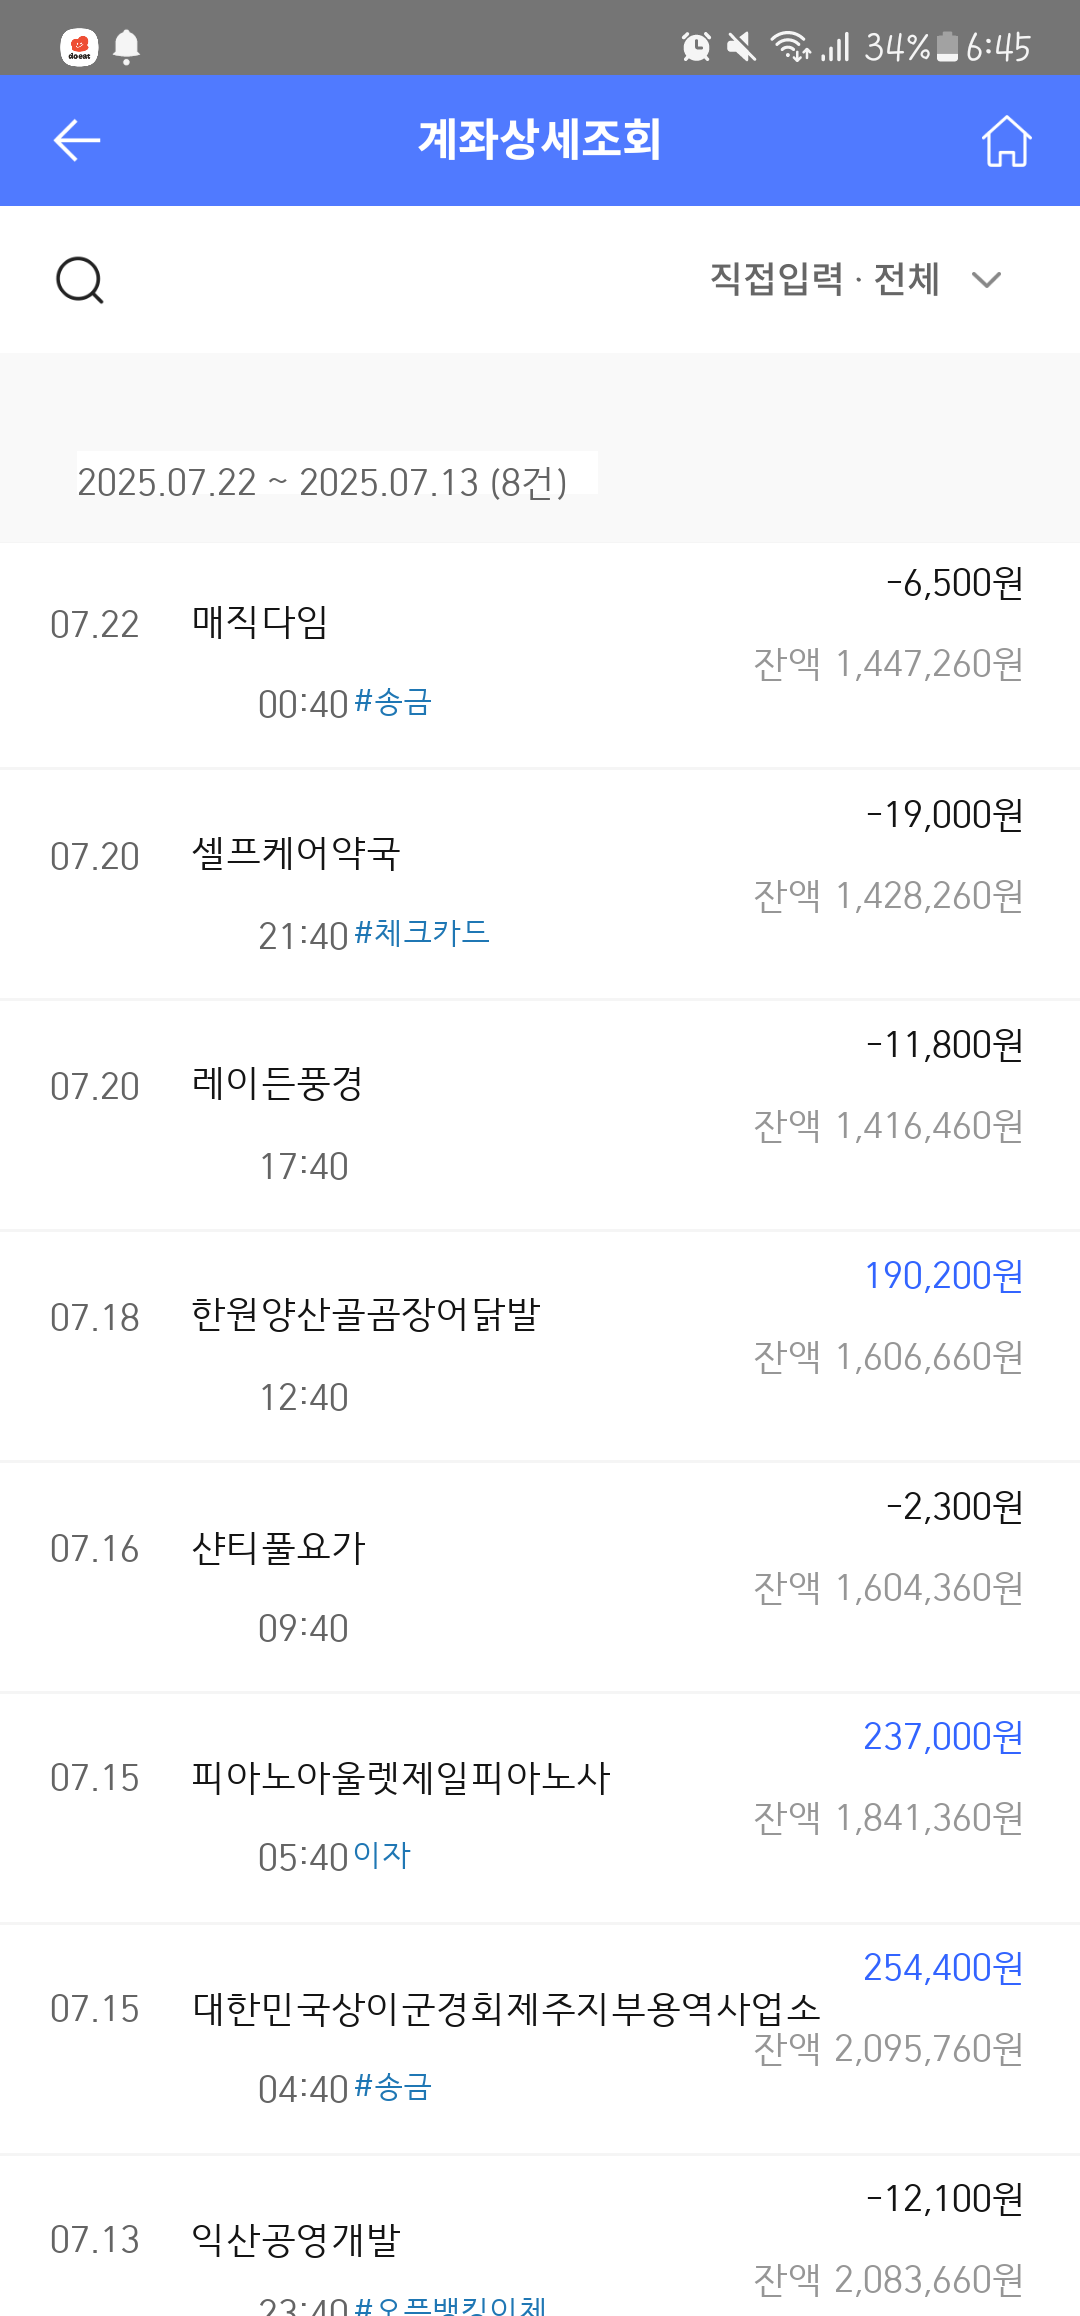 doeat
34% 6:45
계좌상세조회
직접입력 · 전체
2025.07.22 ~ 2025.07.13 (8건)
-6,500원
07.22 매직다임
잔액 1,447,260원
00:40 #송금
-19,000원
07.20 셀프케어약국
잔액 1,428,260원
21:40 #체크카드
-11,800원
07.20 레이든풍경
잔액 1,416,460원
17:40
190,200원
07.18 한원양산골곰장어닭발
잔액 1,606,660원
12:40
-2,300원
07.16 샨티풀요가
잔액 1,604,360원
09:40
237,000원
07.15 피아노아울렛제일피아노사
잔액 1,841,360원
05:40 이자
254,400원
07.15 대한민국상이군경회제주지부용역사업소
잔액 2,095,760원
04:40 #송금
-12,100원
07.13 익산공영개발
잔액 2,083,660원
23:40 #오픈뱅킹이체